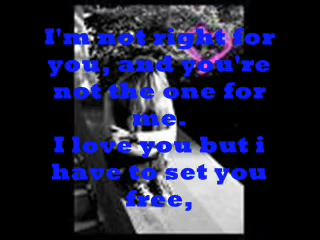 I'm not right for
you, and you're
not the one for
me.
I love you but i
have to set you
free,